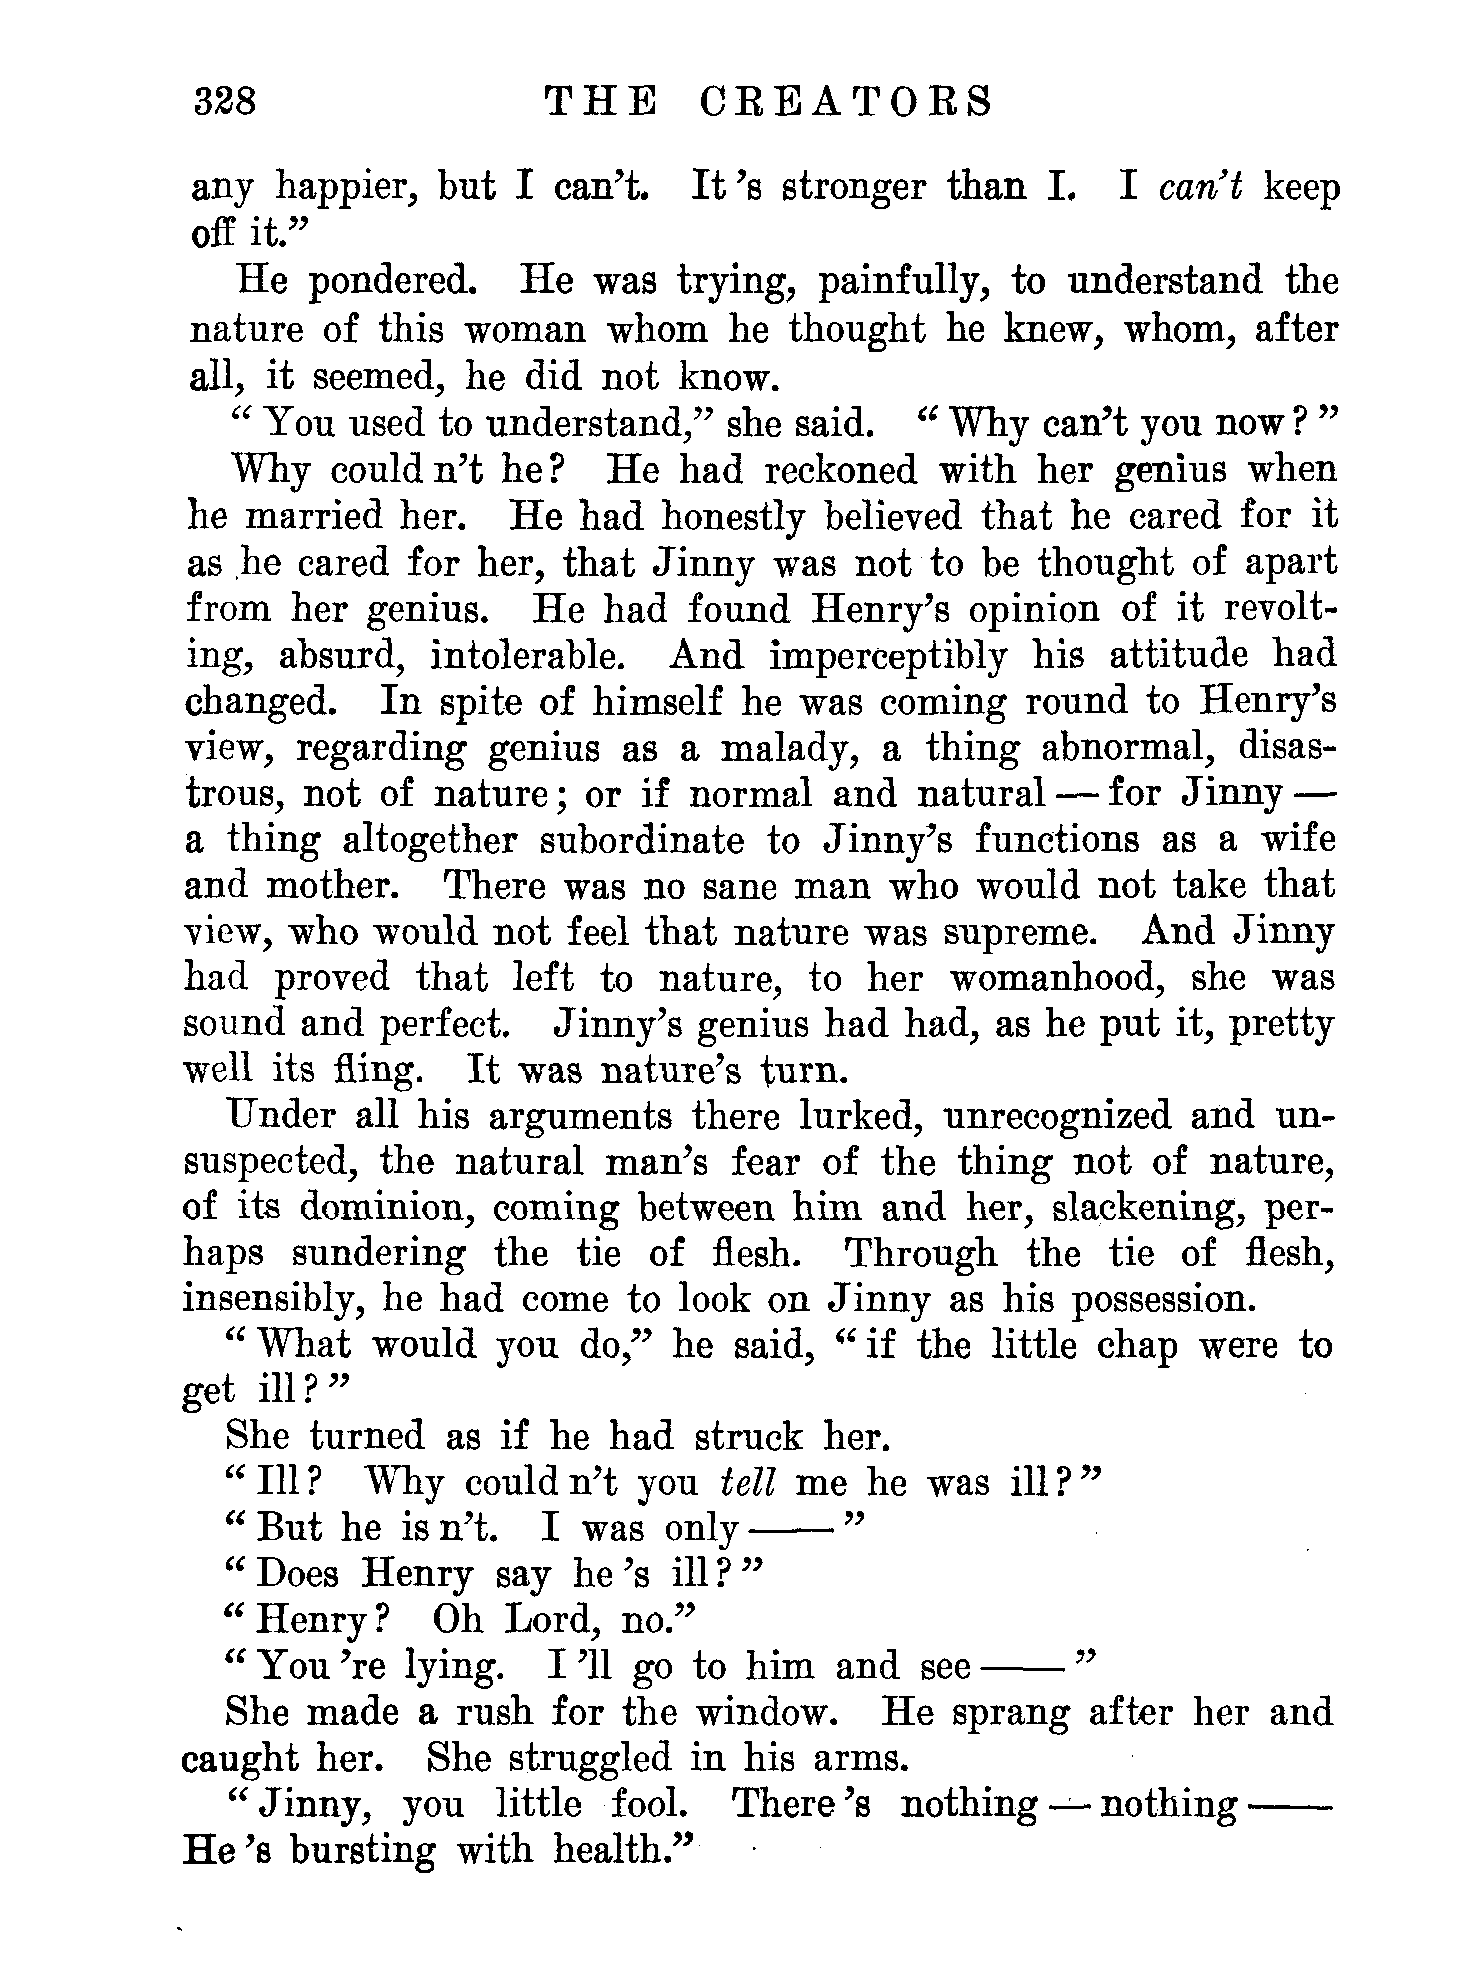 328 THE CREATORS
any happier, but I can't. It 's stronger than I. I can't keep
off it."
He pondered. He was trying, painfully, to understand the
nature of this woman whom he thought he knew, whom, after
all, it seemed, he did not know.
" You used to understand," she said. " Why can't you now? "
Why could n't he? He had reckoned with her genius when
he married her. He had honestly believed that he cared for it
as he cared for her, that Jinny was not to be thought of apart
from her genius. He had found Henry's opinion of it revolt-
ing, absurd, intolerable. And imperceptibly his attitude had
changed. In spite of himself he was coming round to Henry's
view, regarding genius as a malady, a thing abnormal, disas-
trous, not of nature; or if normal and natural — for Jinny —
a thing altogether subordinate to Jinny's functions as a wife
and mother. There was no sane man who would not take that
view, who would not feel that nature was supreme. And Jinny
had proved that left to nature, to her womanhood, she was
sound and perfect. Jinny's genius had had, as he put it, pretty
well its fling. It was nature's turn.
Under all his arguments there lurked, unrecognized and un-
suspected, the natural man's fear of the thing not of nature,
of its dominion, coming between him and her, slackening, per-
haps sundering the tie of flesh. Through the tie of flesh,
insensibly, he had come to look on Jinny as his possession.
" What would you do," he said, " if the little chap were to
get ill? "
She turned as if he had struck her.
" Ill? Why could n't you tell me he was ill? "
" But he is n't. I was only —— "
" Does Henry say he 's ill? "
" Henry? Oh Lord, no."
" You 're lying. I 'll go to him and see —— "
She made a rush for the window. He sprang after her and
caught her. She struggled in his arms.
" Jinny, you little fool. There 's nothing — nothing ——
He 's bursting with health."